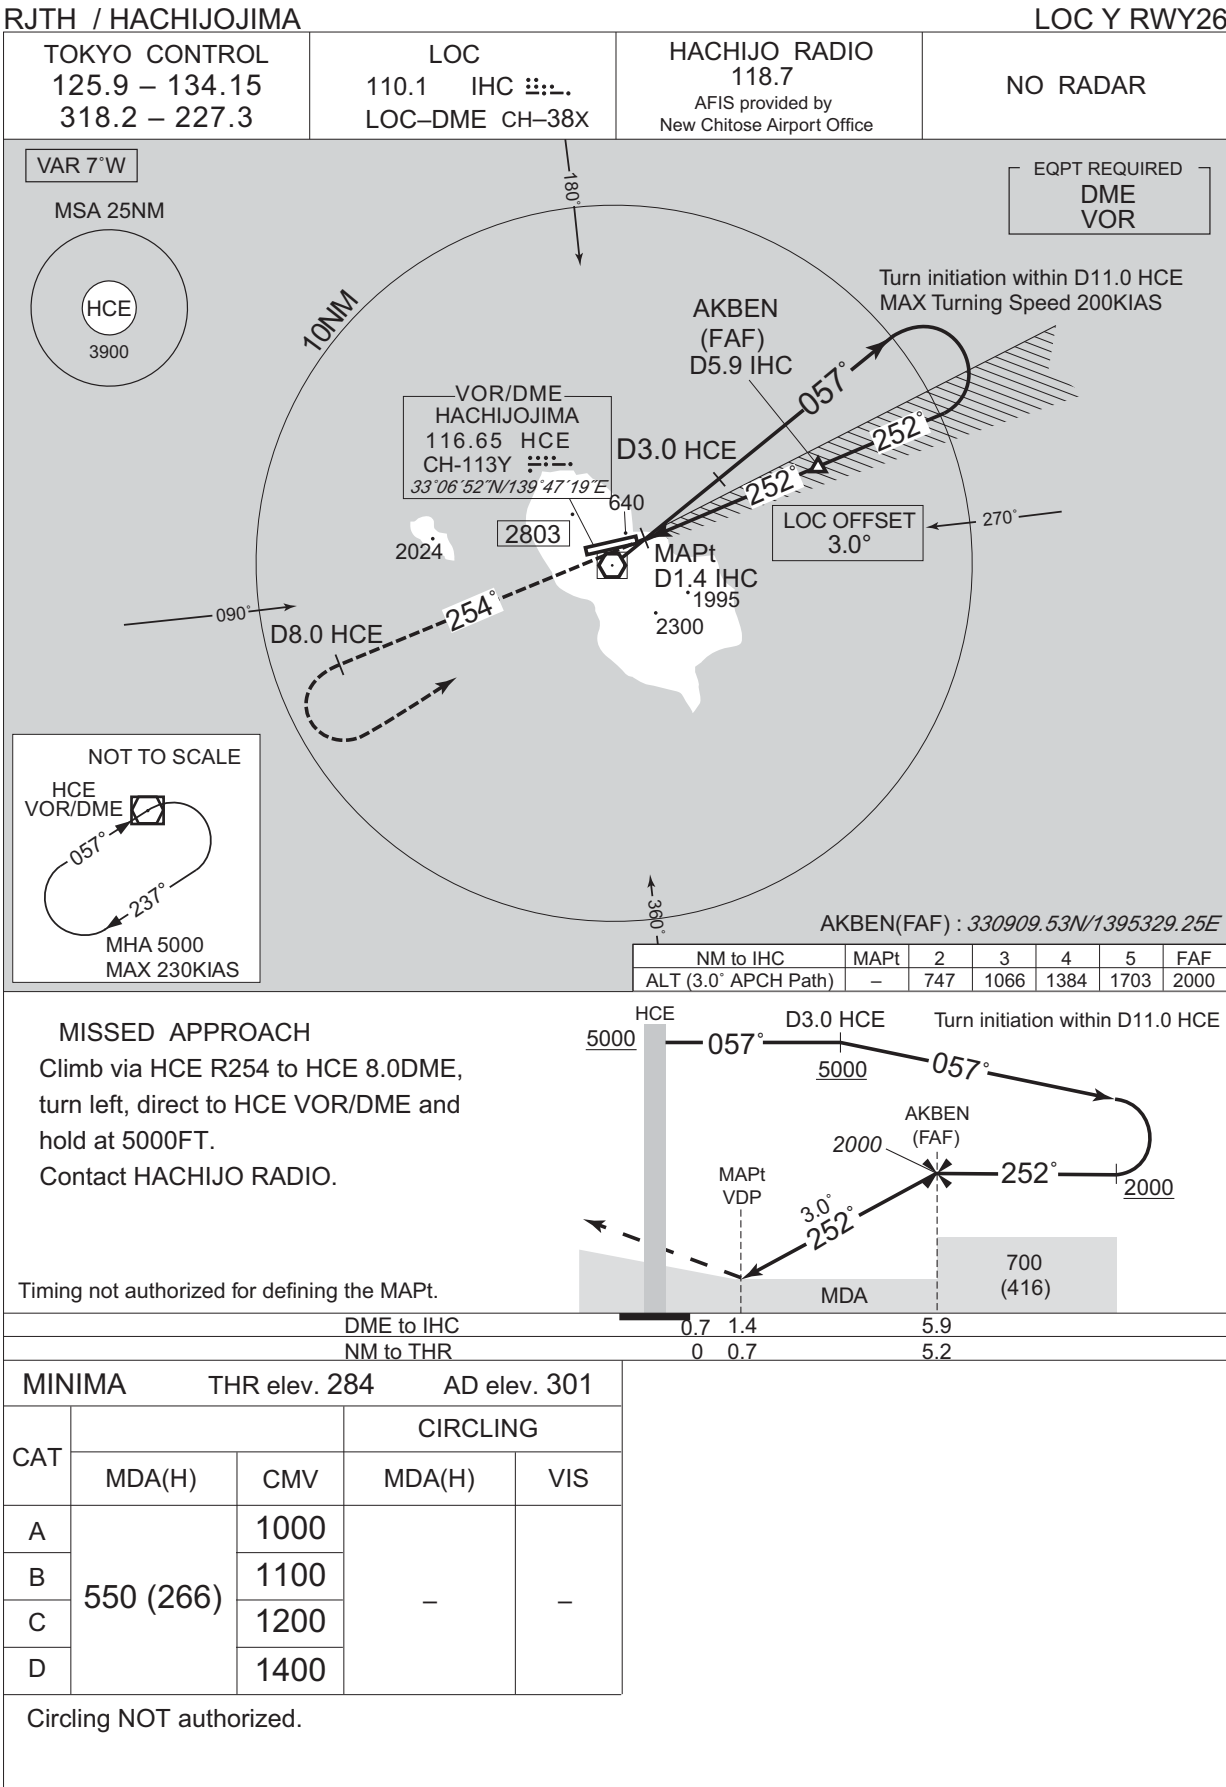 RJTH / HACHIJOJIMA
LOC Y RWY26
TOKYO CONTROL
125.9 – 134.15
318.2 – 227.3
LOC
110.1 IHC
LOC–DME CH–38X
HACHIJO RADIO
118.7
AFIS provided by
New Chitose Airport Office
NO RADAR
VAR 7°W
MSA 25NM
HCE
3900
180°
EQPT REQUIRED
DME
VOR
10NM
Turn initiation within D11.0 HCE
MAX Turning Speed 200KIAS
AKBEN
(FAF)
D5.9 IHC
057°
VOR/DME
HACHIJOJIMA
116.65 HCE
CH-113Y
33°06′52″N/139°47′19″E
D3.0 HCE
252°
252°
640
2803
2024
LOC OFFSET
3.0°
270°
MAPt
D1.4 IHC
1995
2300
090°
254°
D8.0 HCE
NOT TO SCALE
HCE
VOR/DME
057°
237°
MHA 5000
MAX 230KIAS
360°
AKBEN(FAF) : 330909.53N/1395329.25E
NM to IHC MAPt 2 3 4 5 FAF
ALT (3.0° APCH Path) – 747 1066 1384 1703 2000
MISSED APPROACH
Climb via HCE R254 to HCE 8.0DME,
turn left, direct to HCE VOR/DME and
hold at 5000FT.
Contact HACHIJO RADIO.
Timing not authorized for defining the MAPt.
HCE
D3.0 HCE
Turn initiation within D11.0 HCE
5000
057°
5000
057°
AKBEN
(FAF)
2000
MAPt
VDP
252°
2000
3.0°
252°
700
(416)
MDA
DME to IHC 0.7 1.4 5.9
NM to THR 0 0.7 5.2
MINIMA THR elev. 284 AD elev. 301
CAT
CIRCLING
MDA(H) CMV MDA(H) VIS
A 1000
B 1100
550 (266) – –
C 1200
D 1400
Circling NOT authorized.